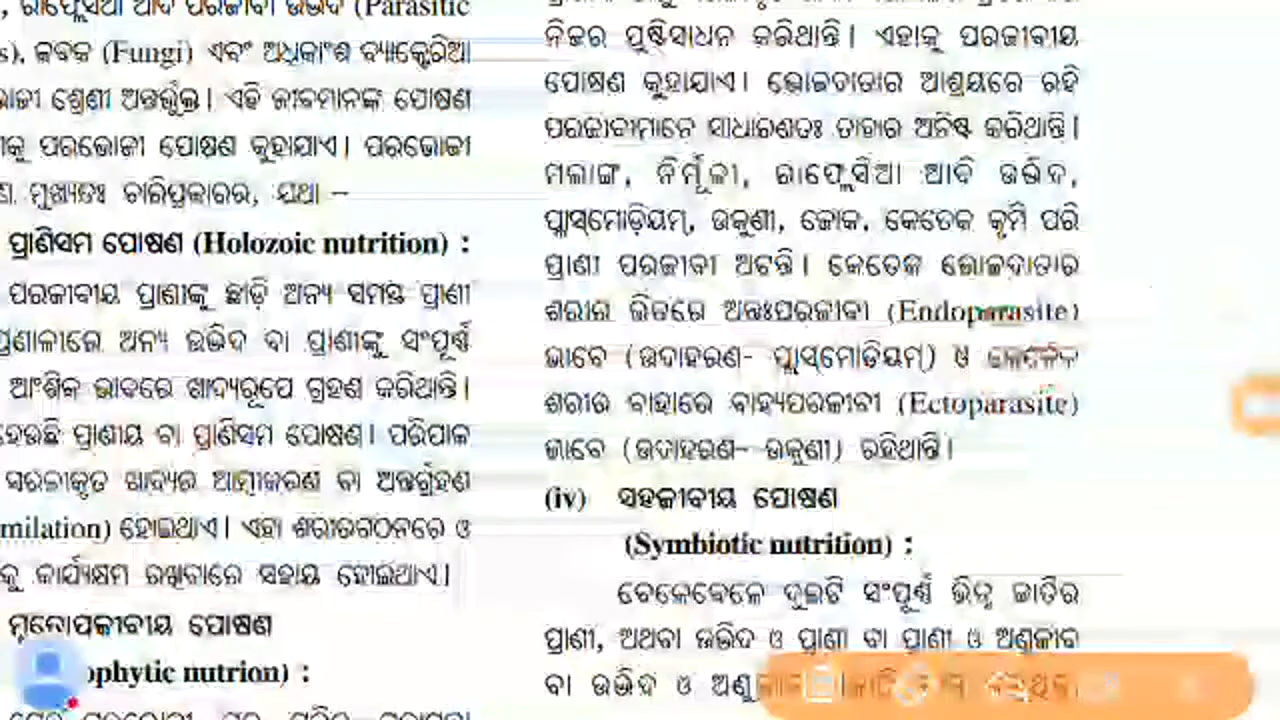 ରାଫ୍ଲେସିଆ ଆଦି ପରଜୀବୀ ଉଦ୍ଭିଦ (Parasitic
କବକ (Fungi) ଏବଂ ଅଧିକାଂଶ ବ୍ୟାକ୍ଟେରିଆ
ଶ୍ରେଣୀ ଅନ୍ତର୍ଭୁକ୍ତ। ଏହି ଜୀବମାନଙ୍କ ପୋଷଣ
ପରଭୋଜୀ ପୋଷଣ କୁହାଯାଏ। ପରଭୋଜୀ
ମୁଖ୍ୟତଃ ଚାରିପ୍ରକାରର, ଯଥା –
ପ୍ରାଣିସମ ପୋଷଣ (Holozoic nutrition) :
ପରଜୀବୀୟ ପ୍ରାଣୀଙ୍କୁ ଛାଡ଼ି ଅନ୍ୟ ସମସ୍ତ ପ୍ରାଣୀ
ପ୍ରଣାଳୀରେ ଅନ୍ୟ ଉଦ୍ଭିଦ ବା ପ୍ରାଣୀଙ୍କୁ ସଂପୂର୍ଣ୍ଣ
ଆଂଶିକ ଭାବରେ ଖାଦ୍ୟରୂପେ ଗ୍ରହଣ କରିଥାନ୍ତି।
ହେଉଛି ପ୍ରାଣୀୟ ବା ପ୍ରାଣିସମ ପୋଷଣ। ପରିପାକ
ସରଳୀକୃତ ଖାଦ୍ୟର ଆତ୍ମୀକରଣ ବା ଅନ୍ତର୍ଗ୍ରହଣ
milation) ହୋଇଥାଏ। ଏହା ଶରୀରଗଠନରେ ଓ
କୁ କାର୍ଯ୍ୟକ୍ଷମ ରଖିବାରେ ସହାୟ ହୋଇଥାଏ।
ମୃତୋପଜୀବୀୟ ପୋଷଣ
ophytic nutrion) :
ନିଜର ପୁଷ୍ଟିସାଧନ କରିଥାନ୍ତି। ଏହାକୁ ପରଜୀବୀୟ
ପୋଷଣ କୁହାଯାଏ। ଭୋଜଦାତାର ଆଶ୍ରୟରେ ରହି
ପରଜୀବୀମାନେ ସାଧାରଣତଃ ତାହାର ଅନିଷ୍ଟ କରିଥାନ୍ତି।
ମଲାଙ୍ଗ, ନିର୍ମୂଳୀ, ରାଫ୍ଲେସିଆ ଆଦି ଉଦ୍ଭିଦ,
ପ୍ଲାସ୍‌ମୋଡ଼ିୟମ୍, ଉକୁଣୀ, ଜୋକ, କେତେକ କୃମି ପରି
ପ୍ରାଣୀ ପରଜୀବୀ ଅଟନ୍ତି। କେତେକ ଭୋଜଦାତାର
ଶରୀର ଭିତରେ ଅନ୍ତଃପରଜୀବୀ (Endoparasite)
ଭାବେ (ଉଦାହରଣ- ପ୍ଲାସ୍‌ମୋଡିୟମ୍) ଓ କେତେକ
ଶରୀର ବାହାରେ ବାହ୍ୟପରଜୀବୀ (Ectoparasite)
ଭାବେ (ଉଦାହରଣ– ଉକୁଣୀ) ରହିଥାନ୍ତି।
(iv) ସହଜୀବୀୟ ପୋଷଣ
(Symbiotic nutrition) :
ବେଳେବେଳେ ଦୁଇଟି ସଂପୂର୍ଣ୍ଣ ଭିନ୍ନ ଜାତିର
ପ୍ରାଣୀ, ଅଥବା ଉଦ୍ଭିଦ ଓ ପ୍ରାଣୀ ବା ପ୍ରାଣୀ ଓ ଅଣୁଜୀବ
ବା ଉଦ୍ଭିଦ ଓ